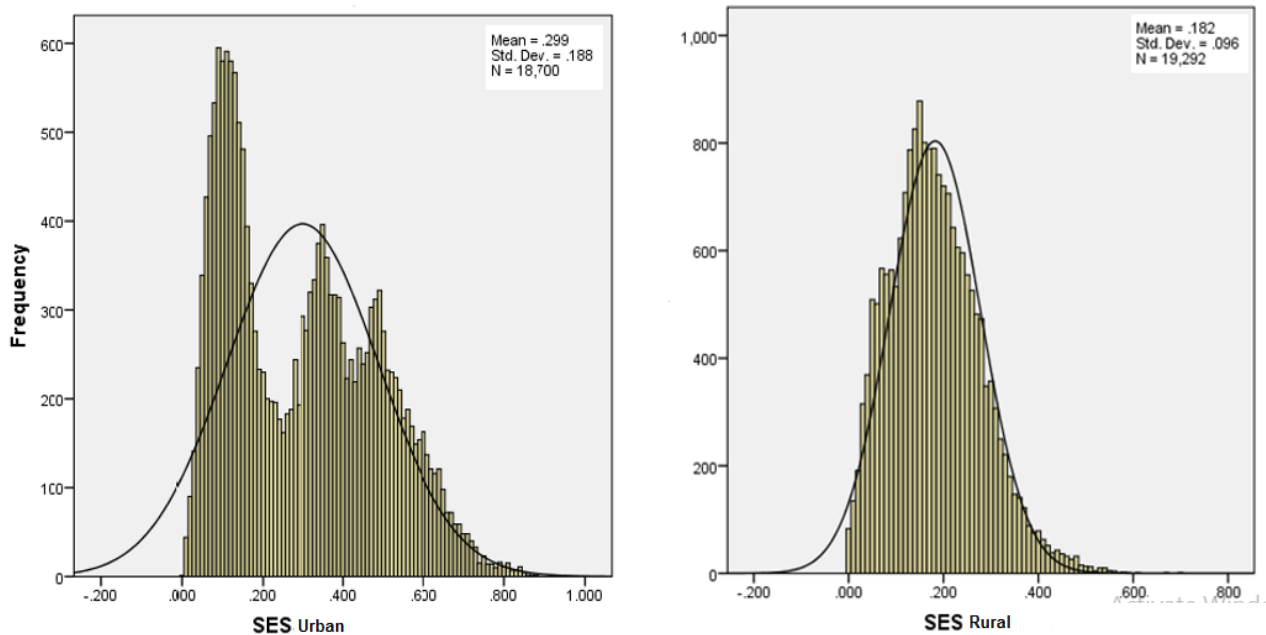 Mean = .299
Std. Dev. = .188
N = 18,700
600
500
400
300
200
100
0
Frequency
-.200
.000
.200
.400
.600
.800
1.000
SES Urban
Mean = .182
Std. Dev. = .096
N = 19,292
1,000
800
600
400
200
0
-.200
.000
.200
.400
.600
.800
SES Rural